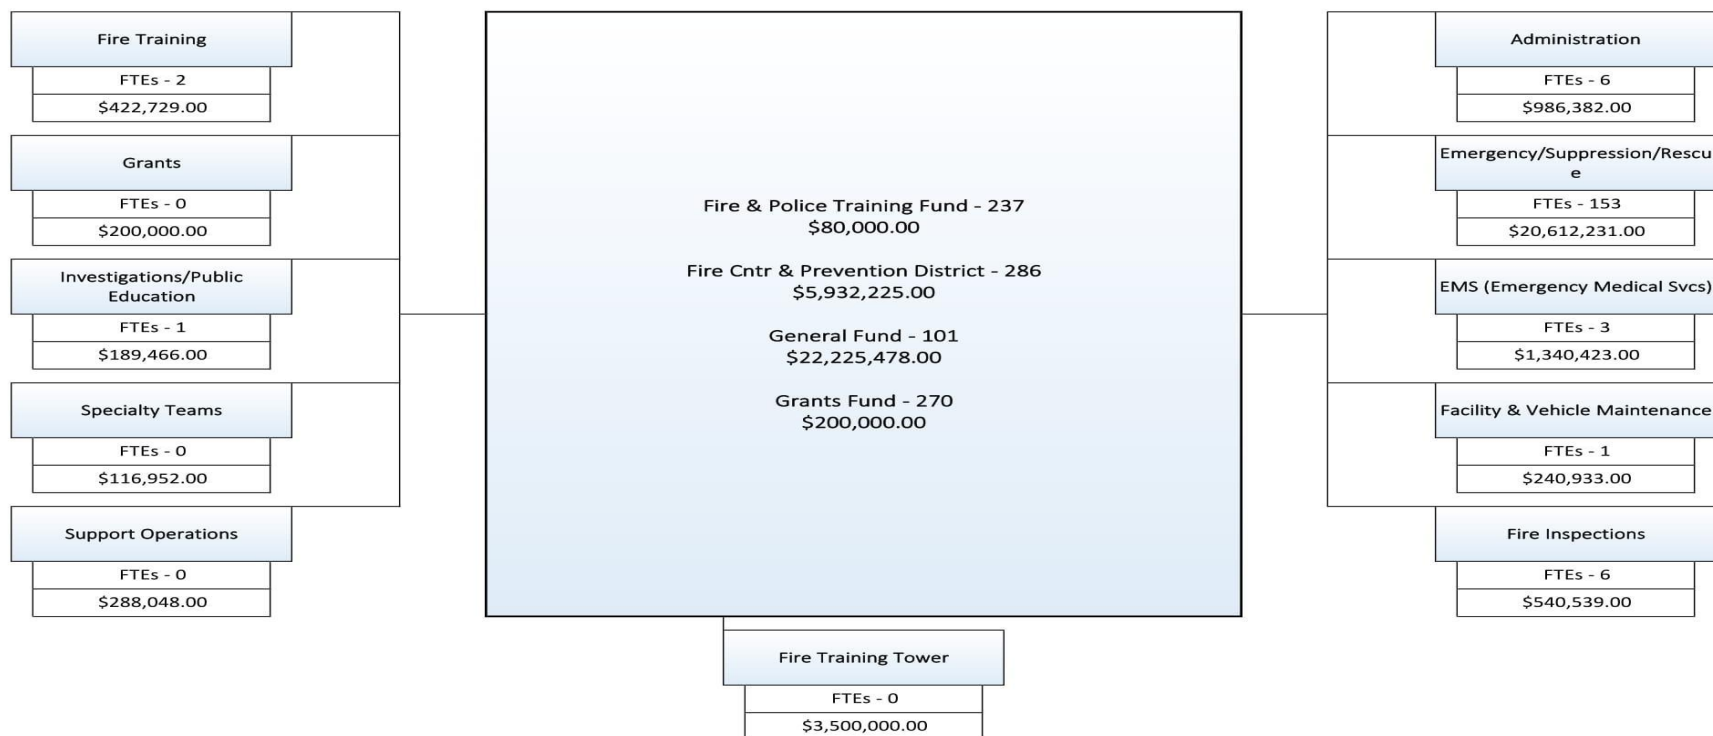 Fire Training
FTEs - 2
$422,729.00
Grants
FTEs - 0
$200,000.00
Investigations/Public
Education
FTEs - 1
$189,466.00
Specialty Teams
FTEs - 0
$116,952.00
Support Operations
FTEs - 0
$288,048.00
Fire & Police Training Fund - 237
$80,000.00
Fire Cntr & Prevention District - 286
$5,932,225.00
General Fund - 101
$22,225,478.00
Grants Fund - 270
$200,000.00
Fire Training Tower
FTEs - 0
$3,500,000.00
Administration
FTEs - 6
$986,382.00
Emergency/Suppression/Rescu
e
FTEs - 153
$20,612,231.00
EMS (Emergency Medical Svcs)
FTEs - 3
$1,340,423.00
Facility & Vehicle Maintenance
FTEs - 1
$240,933.00
Fire Inspections
FTEs - 6
$540,539.00